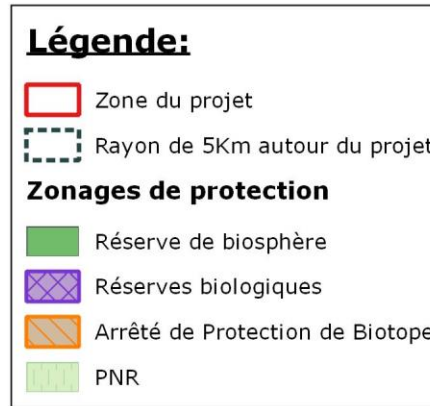 Légende:
Zone du projet
Rayon de 5Km autour du projet
Zonages de protection
Réserve de biosphère
Réserves biologiques
Arrêté de Protection de Biotope
PNR